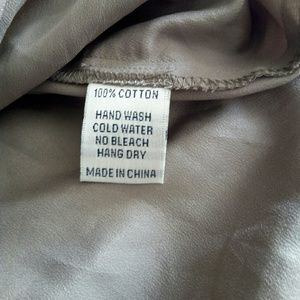 100% COTTON
HAND WASH
COLD WATER
NO BLEACH
HANG DRY
MADE IN CHINA